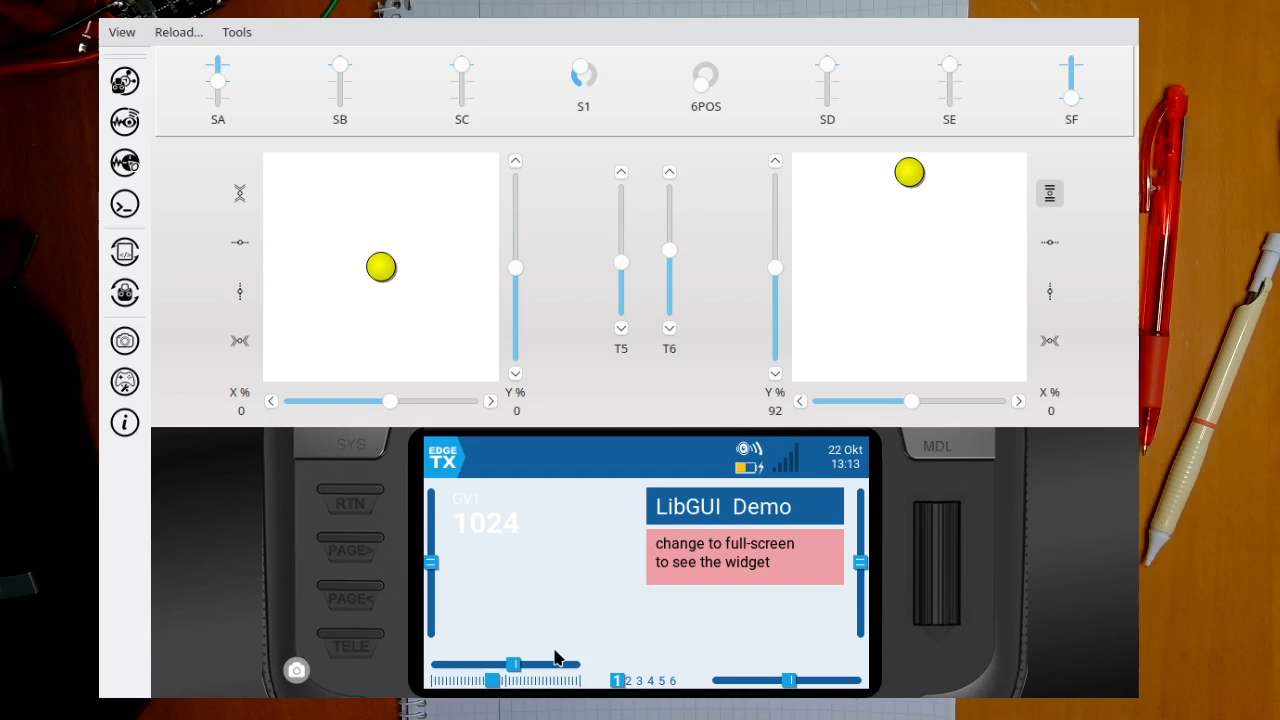 View Reload... Tools
SA SB SC S1 6POS SD SE SF
T5 T6
X % Y % Y % X %
0 0 92 0
SYS MDL
RTN
PAGE>
PAGE<
TELE
EDGE
TX
22 Okt
13:13
GV1
1024
LibGUI Demo
change to full-screen
to see the widget
1 2 3 4 5 6